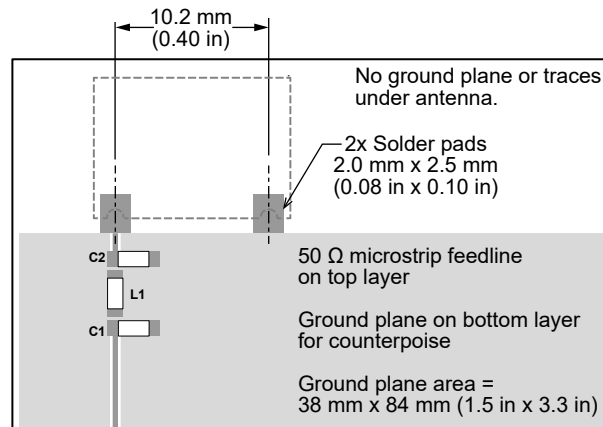 10.2 mm
(0.40 in)
No ground plane or traces
under antenna.
2x Solder pads
2.0 mm x 2.5 mm
(0.08 in x 0.10 in)
C2
L1
C1
50 Ω microstrip feedline
on top layer
Ground plane on bottom layer
for counterpoise
Ground plane area =
38 mm x 84 mm (1.5 in x 3.3 in)